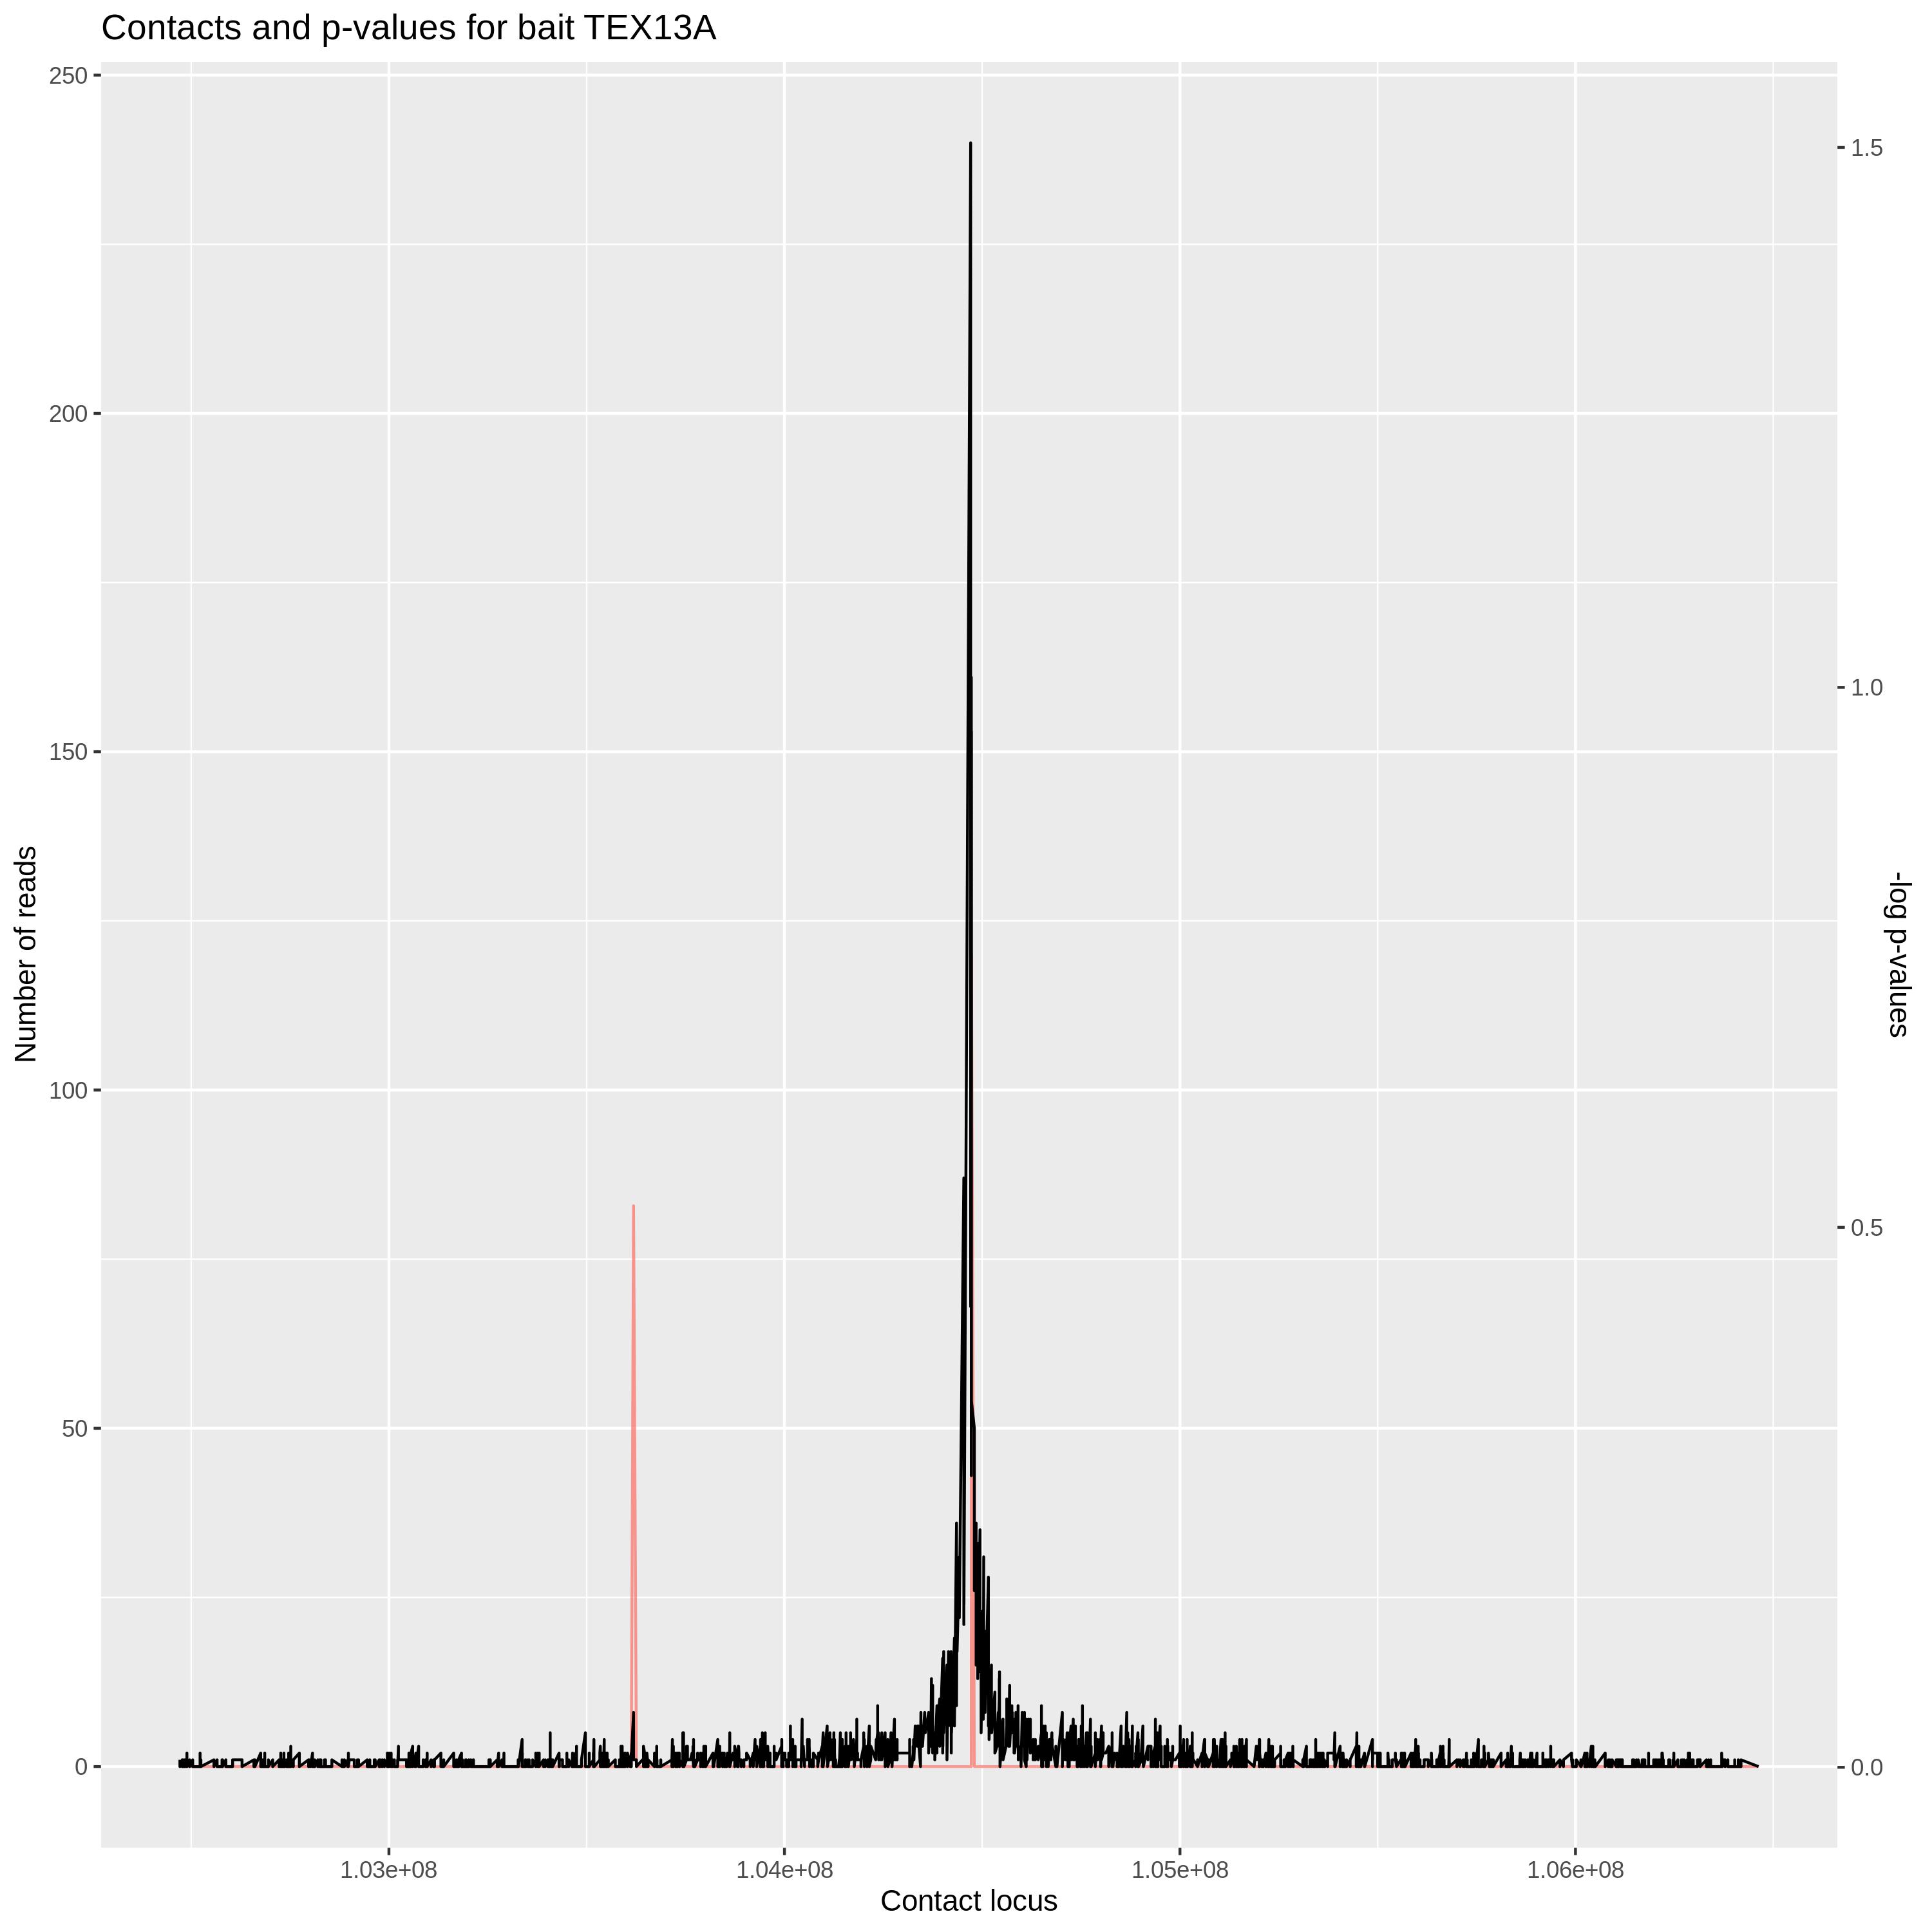 Contacts and p-values for bait TEX13A
250
200
150
100
50
0
Number of reads
1.5
1.0
0.5
0.0
-log p-values
1.03e+08 1.04e+08 1.05e+08 1.06e+08
Contact locus